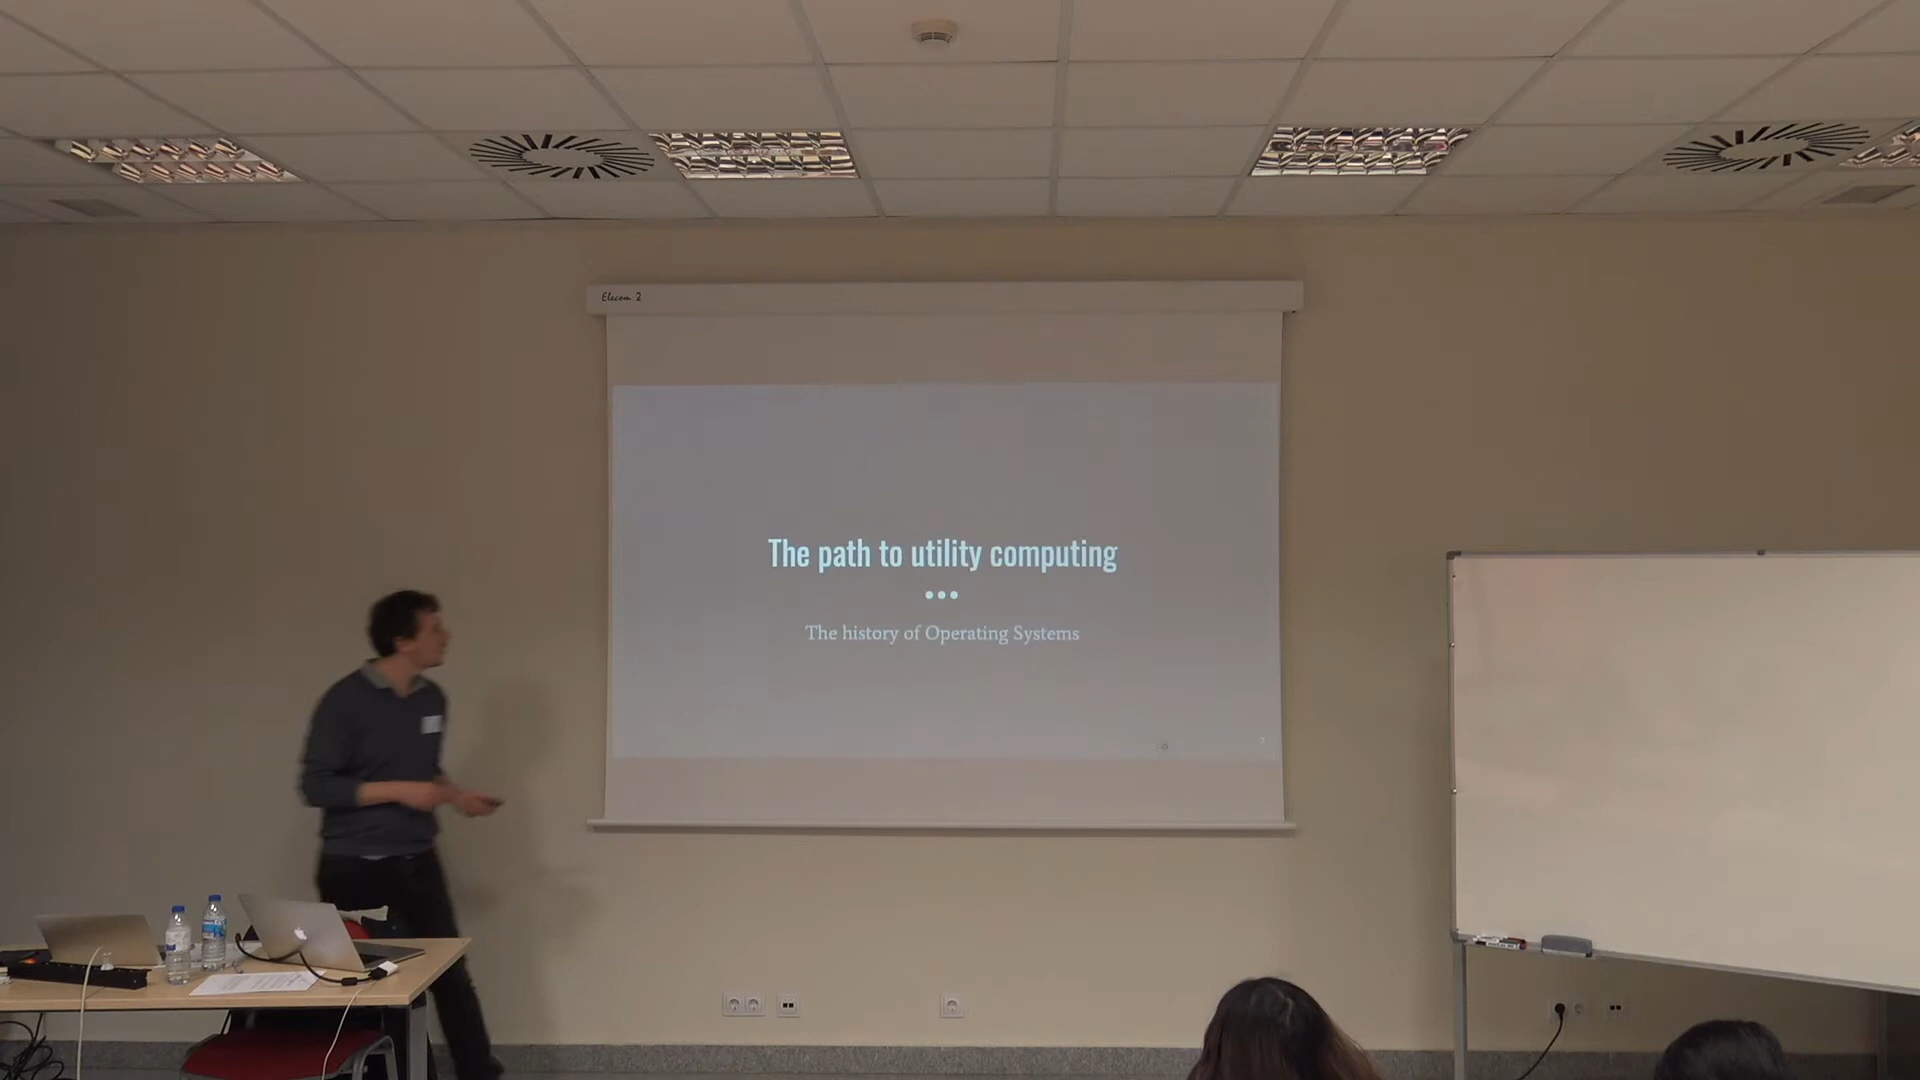 Elecom 2
The path to utility computing
The history of Operating Systems